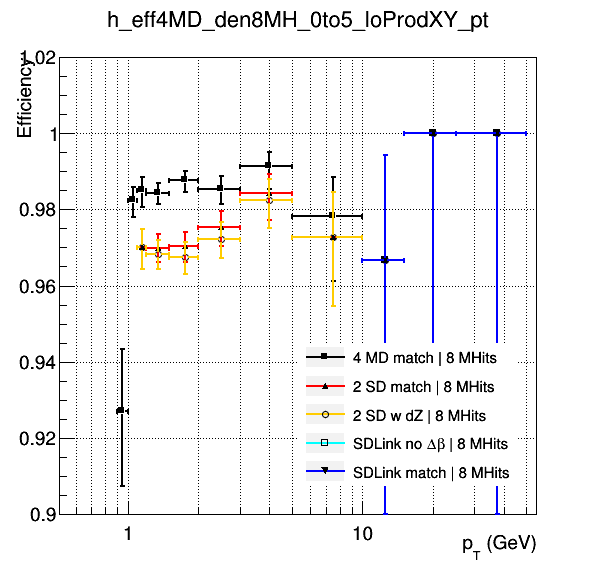 h_eff4MD_den8MH_0to5_loProdXY_pt
Efficiency
1.02
1
0.98
0.96
0.94
0.92
0.9
4 MD match | 8 MHits
2 SD match | 8 MHits
2 SD w dZ | 8 MHits
SDLink no Δβ | 8 MHits
SDLink match | 8 MHits
1
10
p_T (GeV)